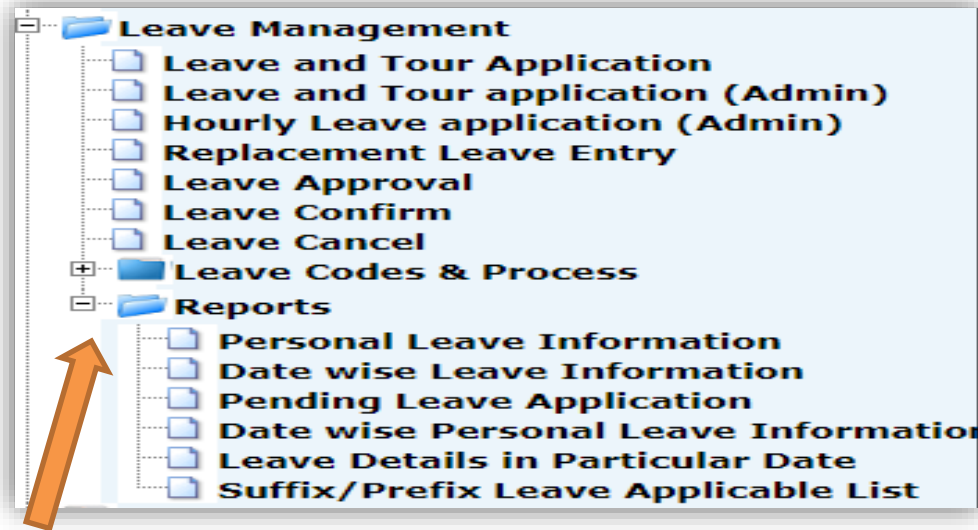 Leave Management
Leave and Tour Application
Leave and Tour application (Admin)
Hourly Leave application (Admin)
Replacement Leave Entry
Leave Approval
Leave Confirm
Leave Cancel
Leave Codes & Process
Reports
Personal Leave Information
Date wise Leave Information
Pending Leave Application
Date wise Personal Leave Information
Leave Details in Particular Date
Suffix/Prefix Leave Applicable List